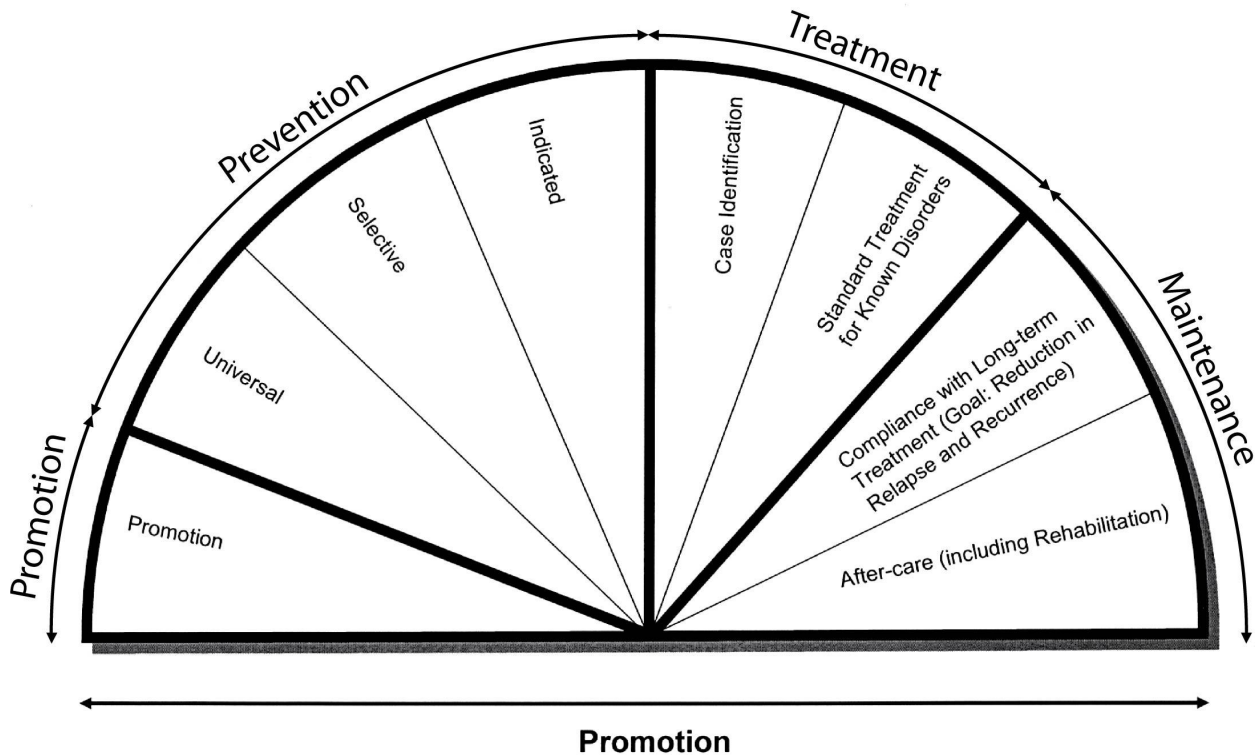 Promotion
Prevention
Treatment
Maintenance
Promotion
Universal
Selective
Indicated
Case Identification
Standard Treatment
for Known Disorders
Compliance with Long-term
Treatment (Goal: Reduction in
Relapse and Recurrence)
After-care (including Rehabilitation)
Promotion